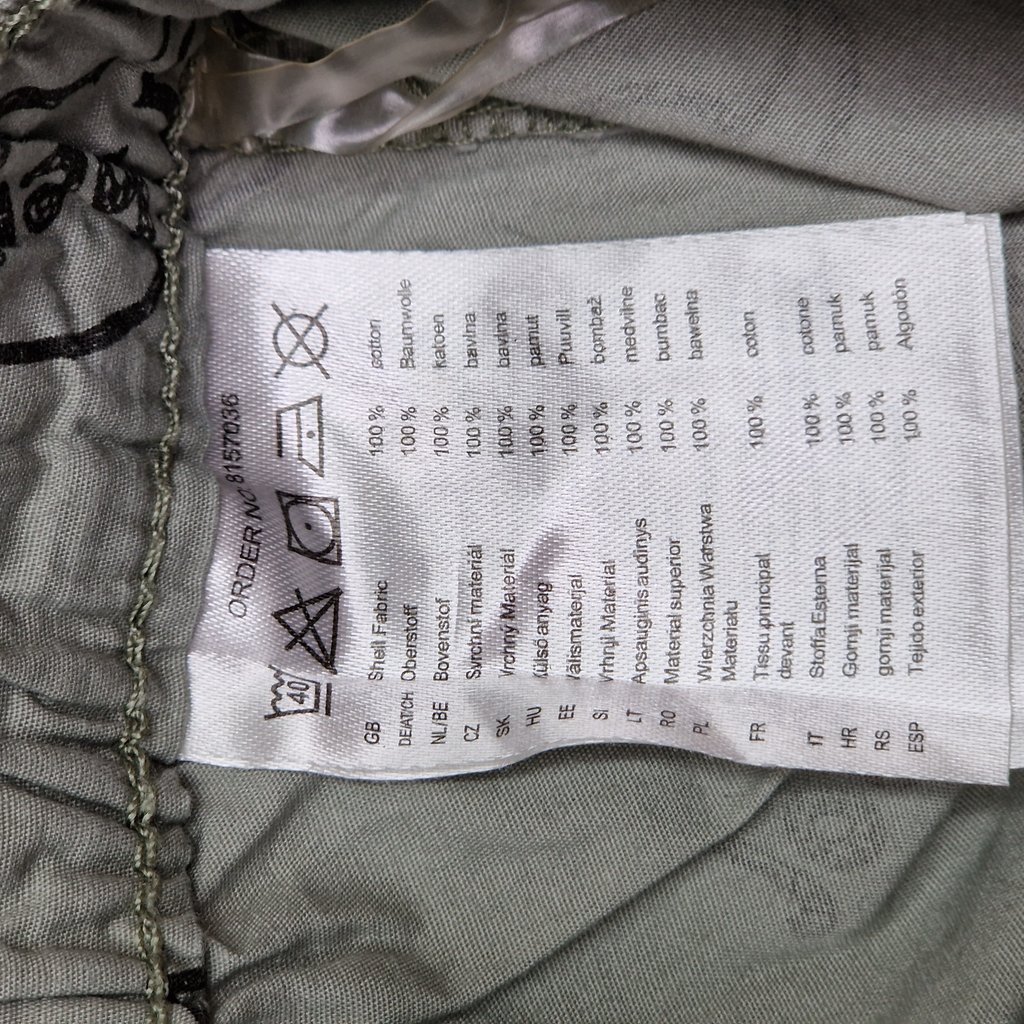 ORDER NO: 8157036
40
GB Shell Fabric 100 % cotton
DE/AT/CH Oberstoff 100 % Baumwolle
NL/BE Bovenstof 100 % katoen
CZ Svrchní materiál 100 % bavlna
SK Vrchný Materiál 100 % bavlna
HU Külső anyag 100 % pamut
EE Välismaterjal 100 % Puuvill
SI Vrhnji Material 100 % bombaž
LT Apsauginis audinys 100 % medvilnė
RO Material superior 100 % bumbac
PL Wierzchnia Warstwa 100 % bawełna
Materiału
FR Tissu principal 100 % coton
devant
IT Stoffa Esterna 100 % cotone
HR Gornji materijal 100 % pamuk
RS gornji materijal 100 % pamuk
ESP Tejido exterior 100 % Algodón